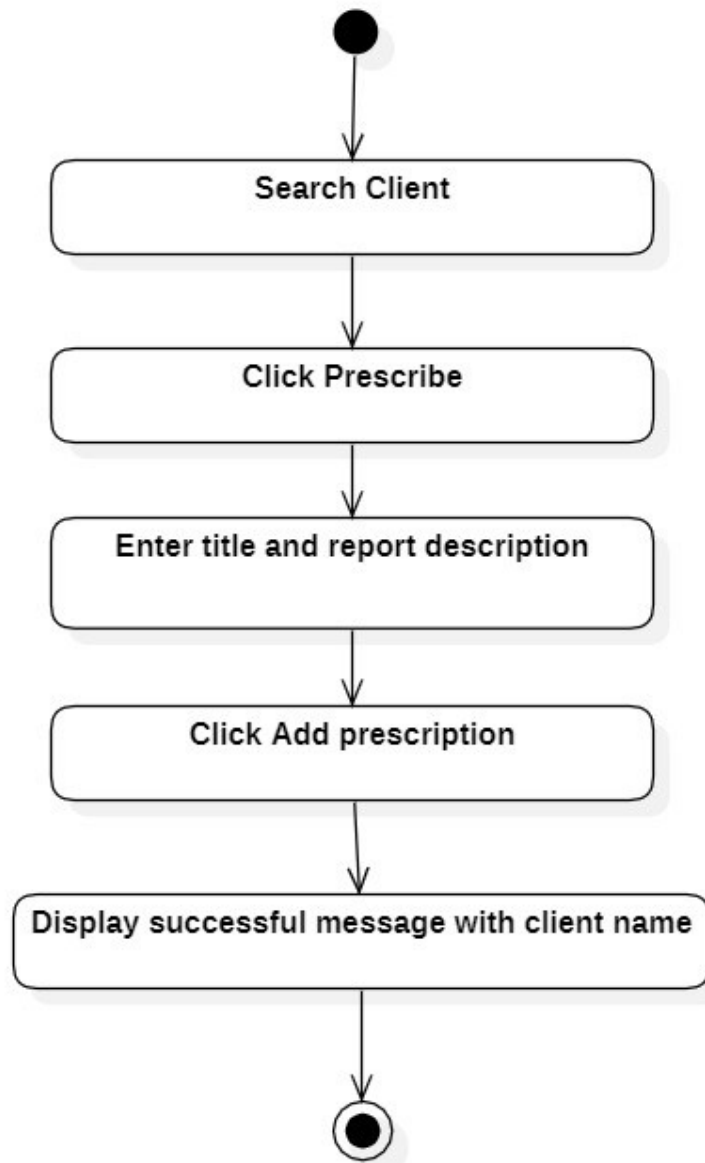 Search Client
Click Prescribe
Enter title and report description
Click Add prescription
Display successful message with client name